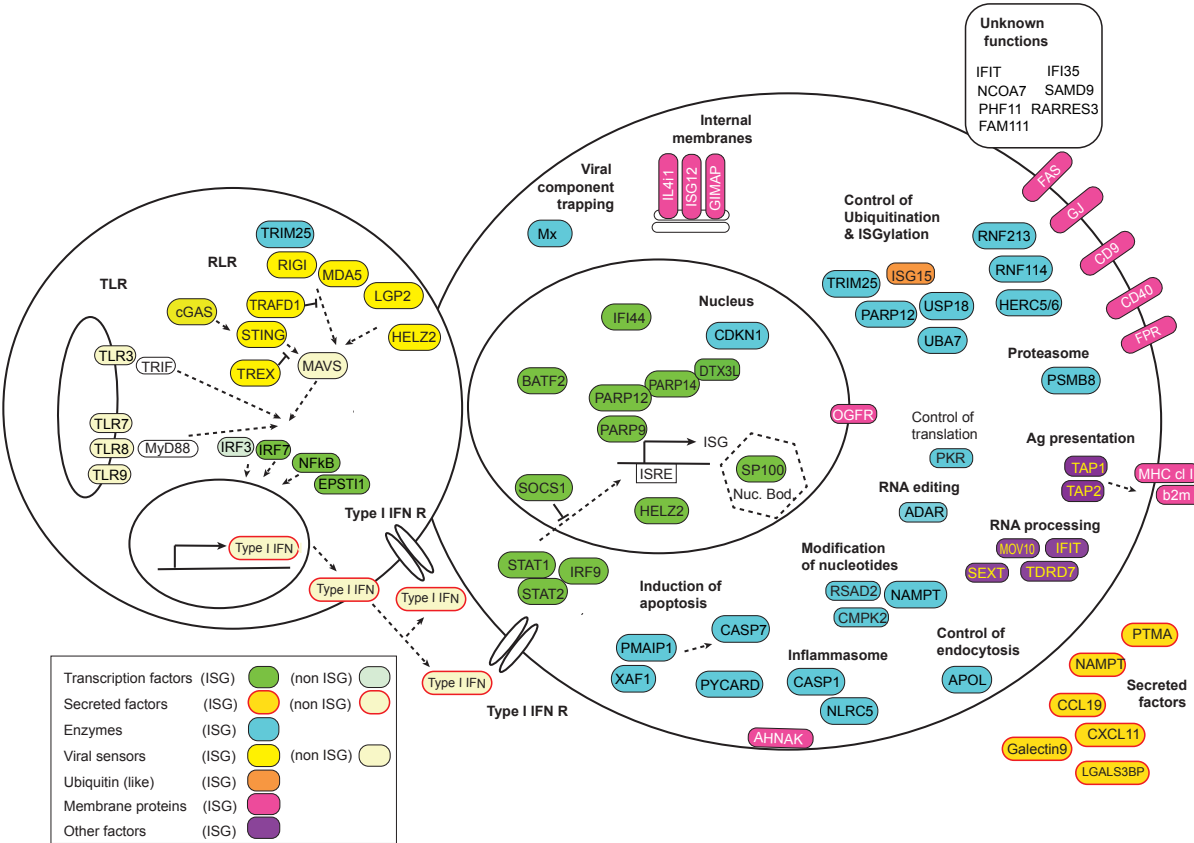 Unknown
functions
IFIT IFI35
NCOA7 SAMD9
PHF11 RARRES3
FAM111
Internal
membranes
IL4i1
ISG12
GIMAP
Viral
component
trapping
Mx
FAS
GJ
CD9
CD40
FPR
Control of
Ubiquitination
& ISGylation
TRIM25
ISG15
PARP12
USP18
UBA7
RNF213
RNF114
HERC5/6
Proteasome
PSMB8
TLR
RLR
TRIM25
RIGI
MDA5
LGP2
TRAFD1
cGAS
STING
HELZ2
TREX
MAVS
TLR3
TRIF
TLR7
TLR8
MyD88
TLR9
IRF3
IRF7
NFkB
EPSTI1
Type I IFN
Type I IFN R
Type I IFN
Type I IFN
Type I IFN
Type I IFN R
Nucleus
IFI44
CDKN1
BATF2
DTX3L
PARP14
PARP12
PARP9
ISG
ISRE
SP100
Nuc. Bod
SOCS1
HELZ2
OGFR
STAT1
IRF9
STAT2
Control of
translation
PKR
Ag presentation
TAP1
TAP2
MHC cl I
b2m
RNA editing
ADAR
RNA processing
MOV10
IFIT
SEXT
TDRD7
Modification
of nucleotides
RSAD2
NAMPT
CMPK2
Induction of
apoptosis
PMAIP1
CASP7
XAF1
PYCARD
Inflammasome
CASP1
NLRC5
Control of
endocytosis
APOL
AHNAK
PTMA
NAMPT
Secreted
factors
CCL19
CXCL11
Galectin9
LGALS3BP
Transcription factors (ISG) (non ISG)
Secreted factors (ISG) (non ISG)
Enzymes (ISG)
Viral sensors (ISG) (non ISG)
Ubiquitin (like) (ISG)
Membrane proteins (ISG)
Other factors (ISG)